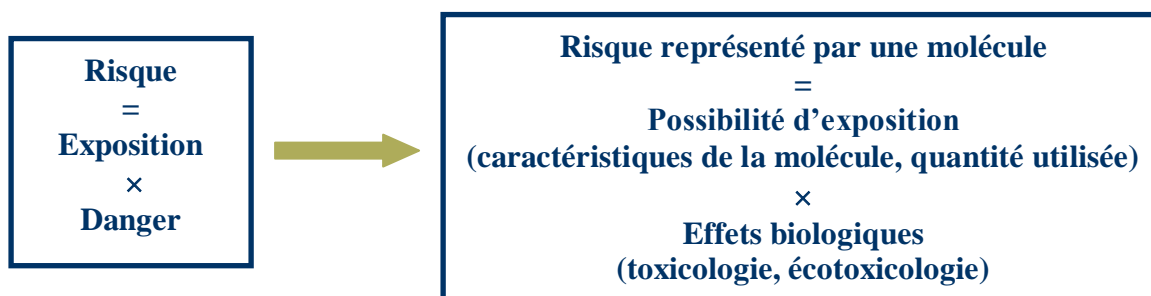 Risque
=
Exposition
×
Danger
Risque représenté par une molécule
=
Possibilité d’exposition
(caractéristiques de la molécule, quantité utilisée)
×
Effets biologiques
(toxicologie, écotoxicologie)